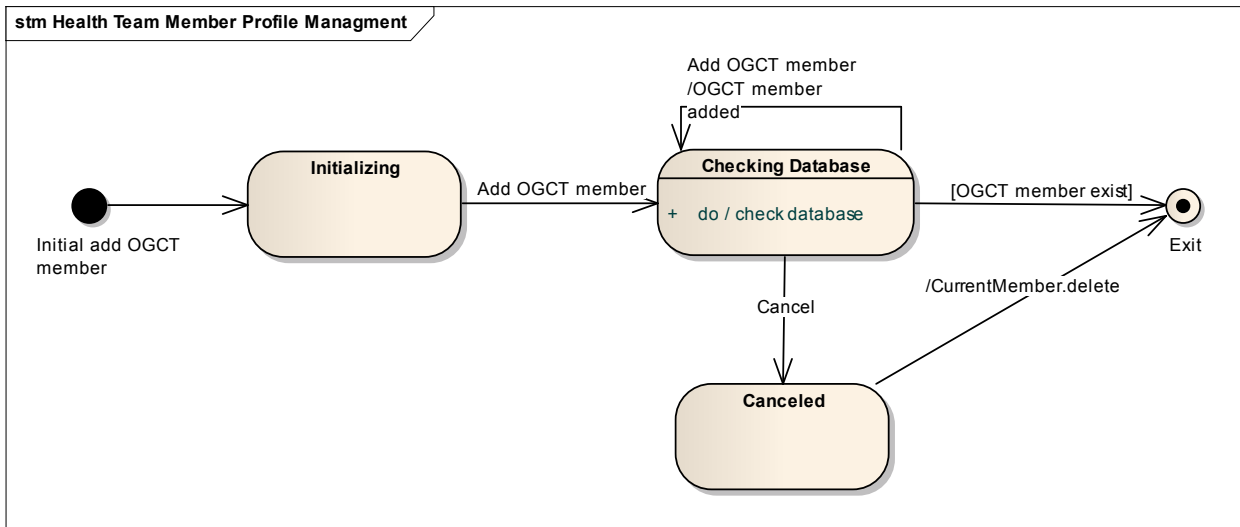 stm Health Team Member Profile Managment
Add OGCT member
/OGCT member
added
Initializing
Checking Database
Add OGCT member
[OGCT member exist]
+ do / check database
Initial add OGCT
member
Exit
/CurrentMember.delete
Cancel
Canceled